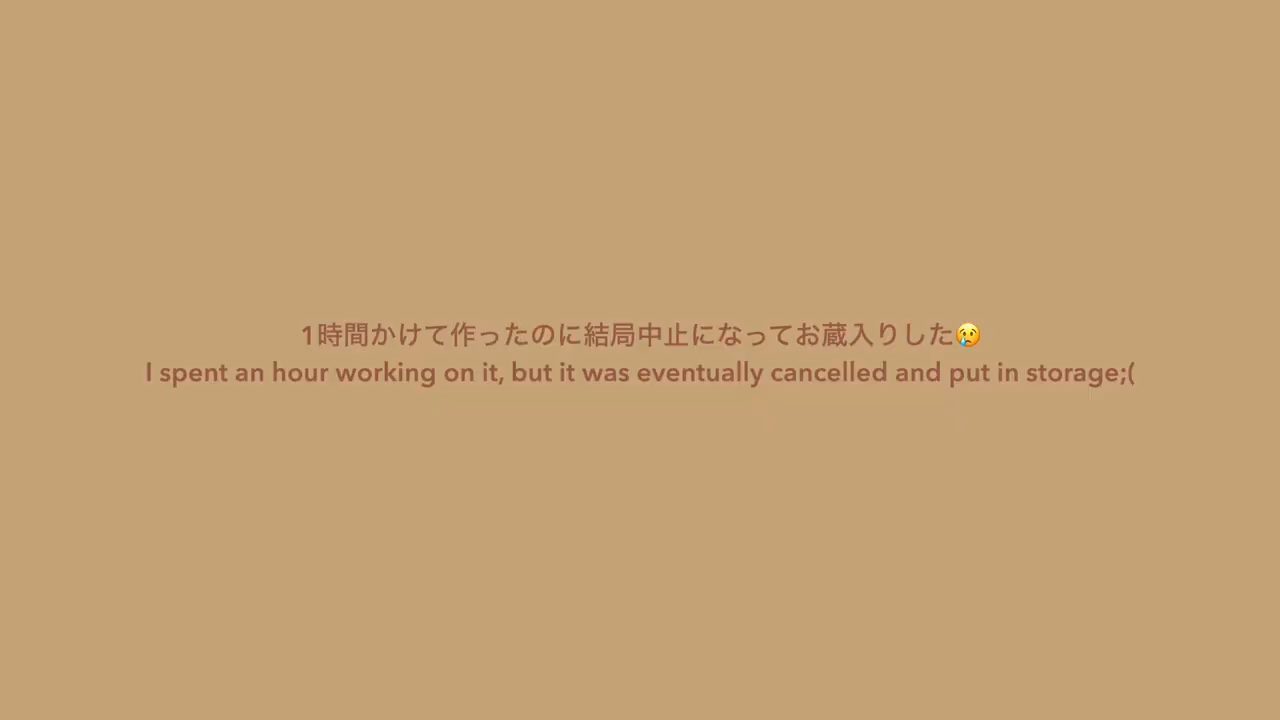 1時間かけて作ったのに結局中止になってお蔵入りした😢
I spent an hour working on it, but it was eventually cancelled and put in storage;(